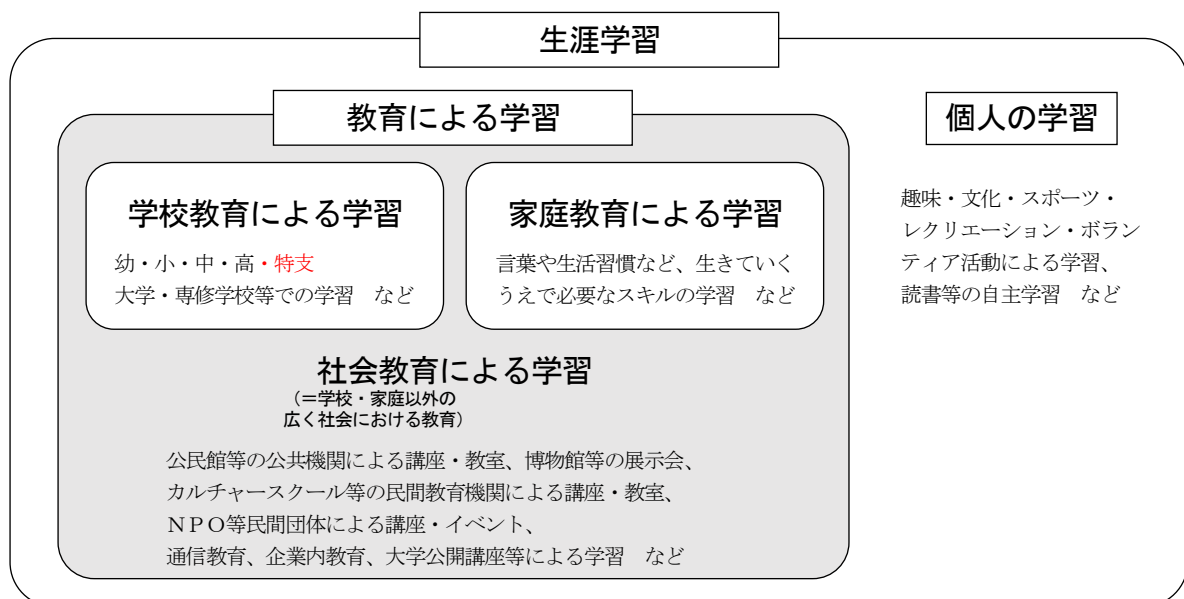 生涯学習
教育による学習
個人の学習
学校教育による学習
幼・小・中・高・特支
大学・専修学校等での学習　など
家庭教育による学習
言葉や生活習慣など、生きていく
うえで必要なスキルの学習　など
趣味・文化・スポーツ・
レクリエーション・ボラン
ティア活動による学習、
読書等の自主学習　など
社会教育による学習
（＝学校・家庭以外の
広く社会における教育）
公民館等の公共機関による講座・教室、博物館等の展示会、
カルチャースクール等の民間教育機関による講座・教室、
ＮＰＯ等民間団体による講座・イベント、
通信教育、企業内教育、大学公開講座等による学習　など